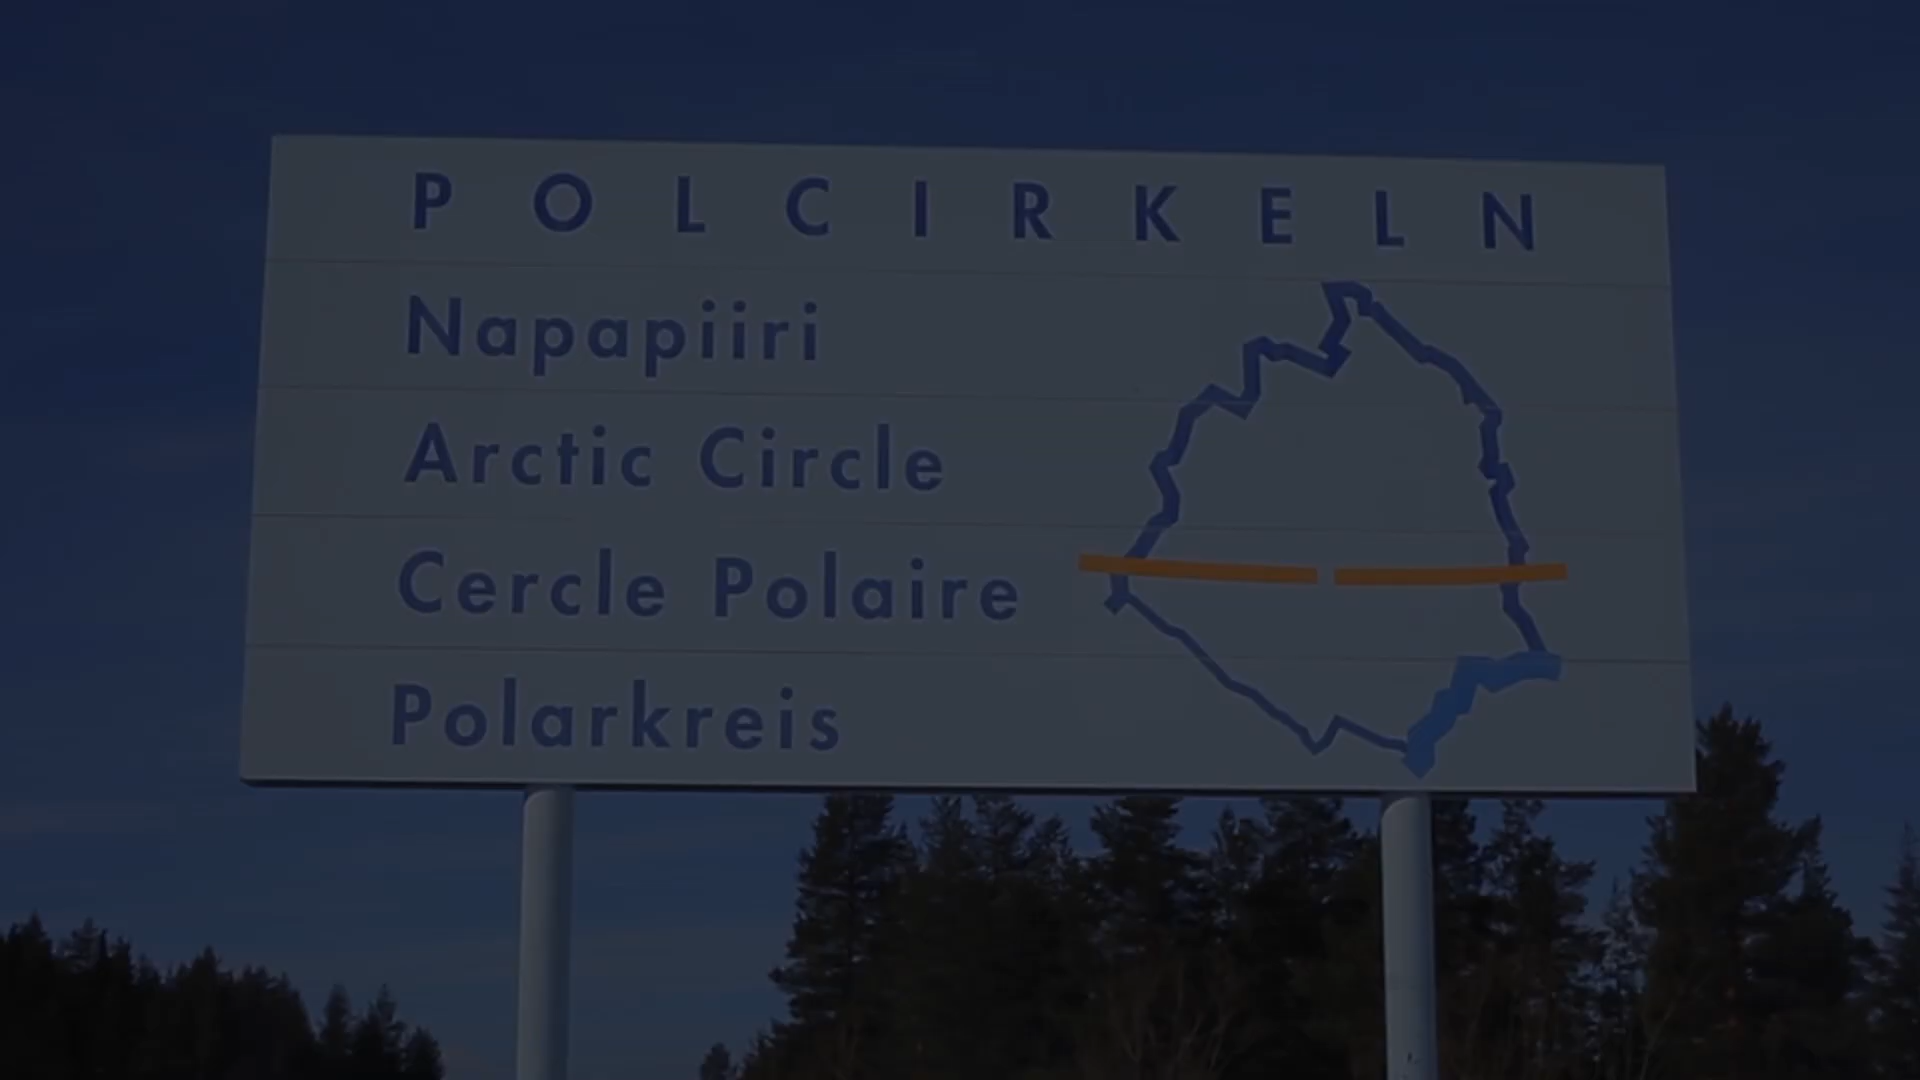 POLCIRKELN
Napapiiri
Arctic Circle
Cercle Polaire
Polarkreis